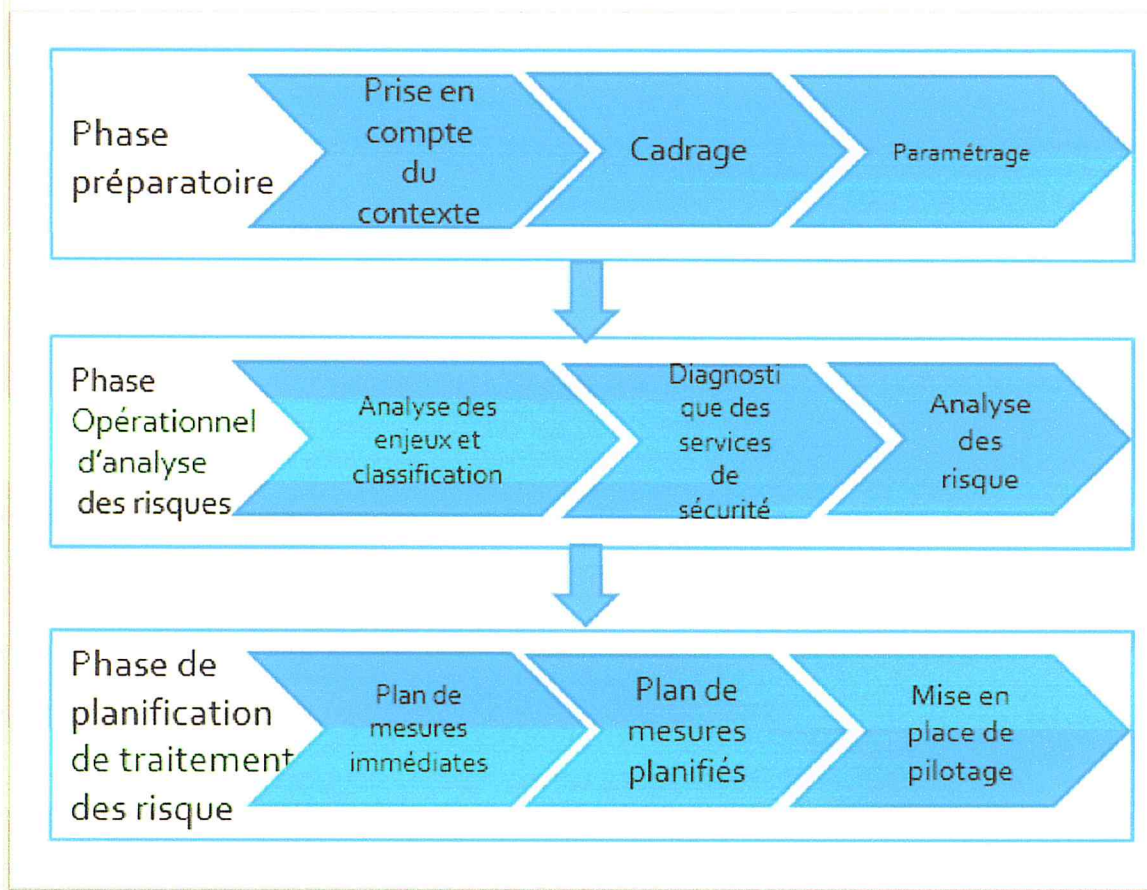 Phase
préparatoire
Prise en
compte
du
contexte
Cadrage
Paramétrage
Phase
Opérationnel
d'analyse
des risques
Analyse des
enjeux et
classification
Diagnosti
que des
services
de
sécurité
Analyse
des
risque
Phase de
planification
de traitement
des risque
Plan de
mesures
immédiates
Plan de
mesures
planifiés
Mise en
place de
pilotage